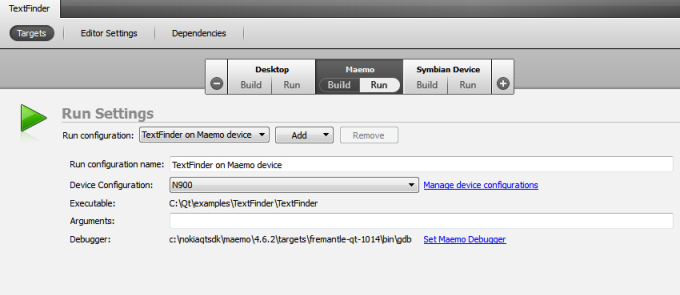 TextFinder
Targets Editor Settings Dependencies
Desktop Maemo Symbian Device
Build Run Build Run Build Run
Run Settings
Run configuration: TextFinder on Maemo device Add Remove
Run configuration name: TextFinder on Maemo device
Device Configuration: N900 Manage device configurations
Executable: C:\Qt\examples\TextFinder\TextFinder
Arguments:
Debugger: c:\nokiaqtsdk\maemo\4.6.2\targets\fremantle-qt-1014\bin\gdb Set Maemo Debugger